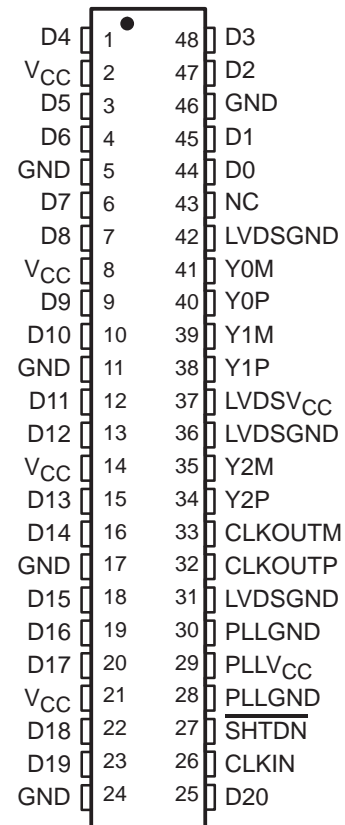 D4 1 48 D3
VCC 2 47 D2
D5 3 46 GND
D6 4 45 D1
GND 5 44 D0
D7 6 43 NC
D8 7 42 LVDSGND
VCC 8 41 Y0M
D9 9 40 Y0P
D10 10 39 Y1M
GND 11 38 Y1P
D11 12 37 LVDSVCC
D12 13 36 LVDSGND
VCC 14 35 Y2M
D13 15 34 Y2P
D14 16 33 CLKOUTM
GND 17 32 CLKOUTP
D15 18 31 LVDSGND
D16 19 30 PLLGND
D17 20 29 PLLVCC
VCC 21 28 PLLGND
D18 22 27 SHTDN
D19 23 26 CLKIN
GND 24 25 D20